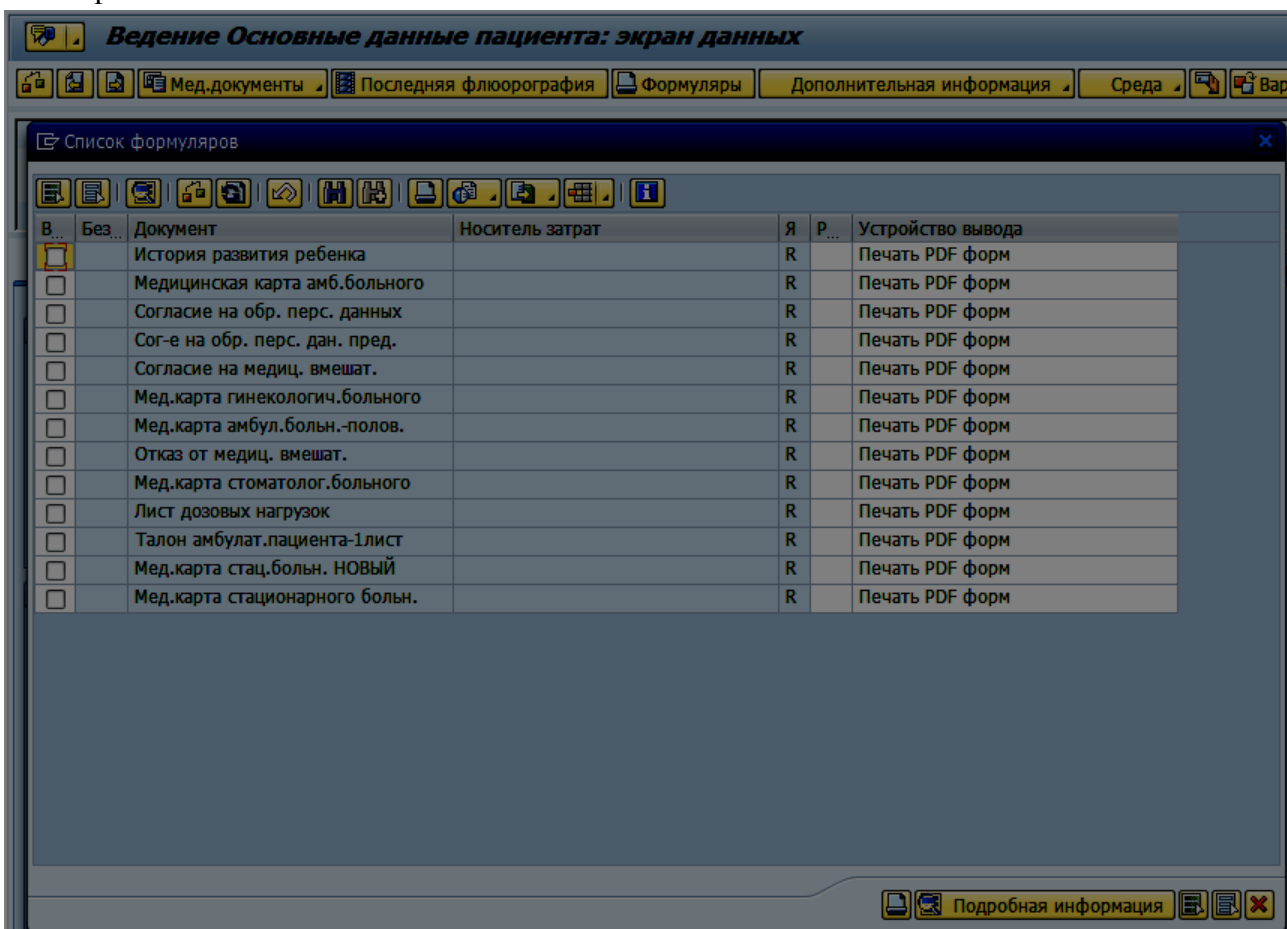 Ведение Основные данные пациента: экран данных
Мед.документы Последняя флюорография Формуляры Дополнительная информация Среда Вар
Список формуляров
В... Без... Документ Носитель затрат Я Р... Устройство вывода
История развития ребенка R Печать PDF форм
Медицинская карта амб.больного R Печать PDF форм
Согласие на обр. перс. данных R Печать PDF форм
Сог-е на обр. перс. дан. пред. R Печать PDF форм
Согласие на медиц. вмешат. R Печать PDF форм
Мед.карта гинекологич.больного R Печать PDF форм
Мед.карта амбул.больн.-полов. R Печать PDF форм
Отказ от медиц. вмешат. R Печать PDF форм
Мед.карта стоматолог.больного R Печать PDF форм
Лист дозовых нагрузок R Печать PDF форм
Талон амбулат.пациента-1лист R Печать PDF форм
Мед.карта стац.больн. НОВЫЙ R Печать PDF форм
Мед.карта стационарного больн. R Печать PDF форм
Подробная информация